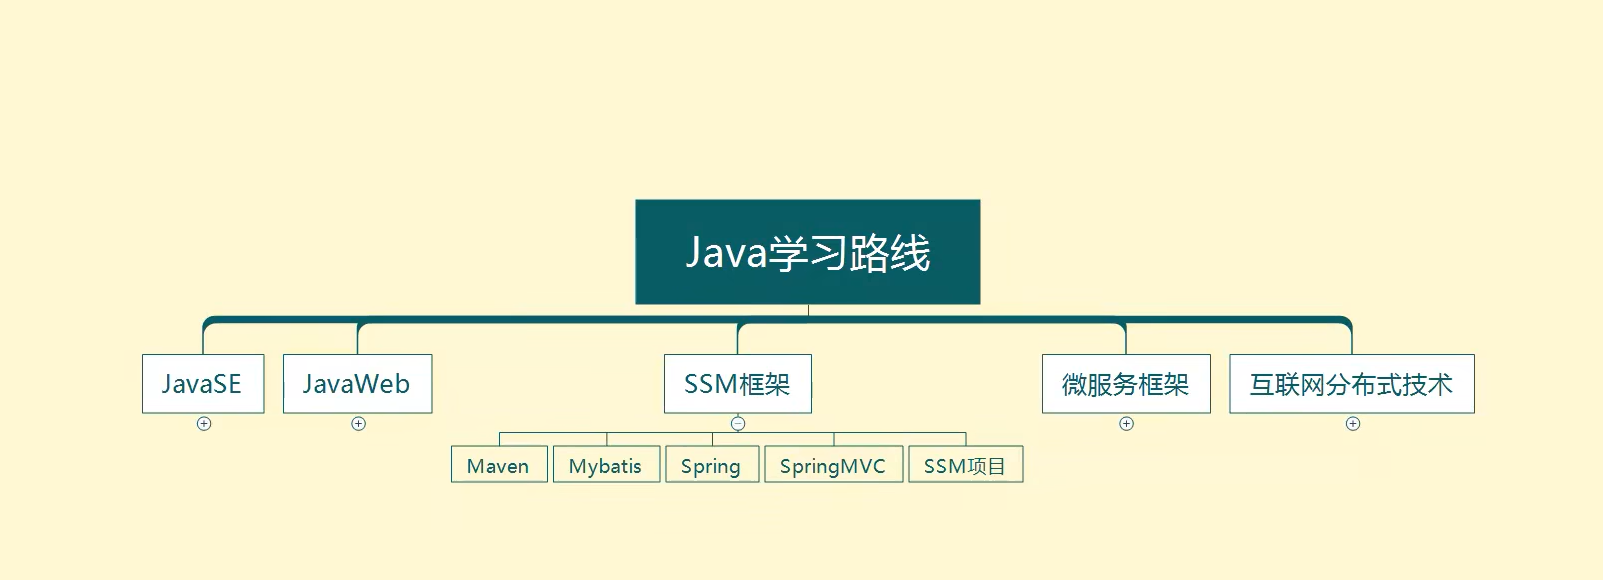 Java学习路线
JavaSE
JavaWeb
SSM框架
微服务框架
互联网分布式技术
Maven
Mybatis
Spring
SpringMVC
SSM项目